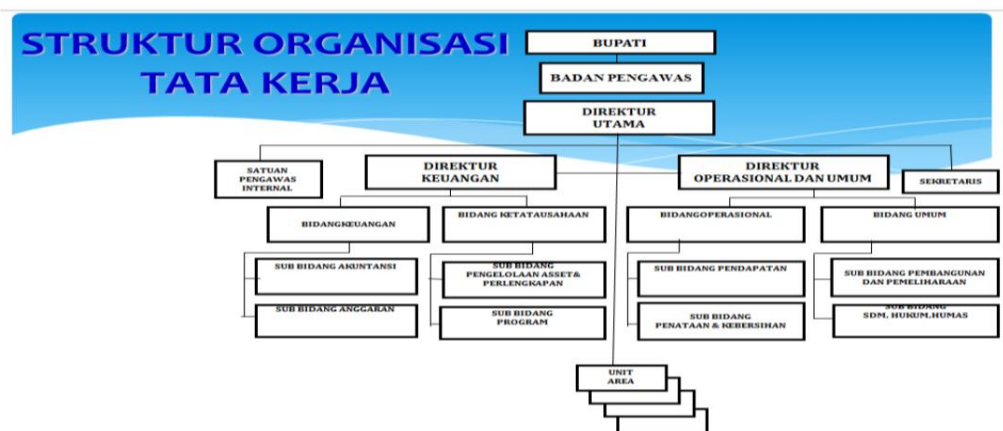 STRUKTUR ORGANISASI
TATA KERJA
BUPATI
BADAN PENGAWAS
DIREKTUR
UTAMA
SATUAN
PENGAWAS
INTERNAL
DIREKTUR
KEUANGAN
DIREKTUR
OPERASIONAL DAN UMUM
SEKRETARIS
BIDANGKEUANGAN
BIDANG KETATAUSAHAAN
BIDANGOPERASIONAL
BIDANG UMUM
SUB BIDANG AKUNTANSI
SUB BIDANG
PENGELOLAAN ASSET&
PERLENGKAPAN
SUB BIDANG PENDAPATAN
SUB BIDANG PEMBANGUNAN
DAN PEMELIHARAAN
SUB BIDANG ANGGARAN
SUB BIDANG
PROGRAM
SUB BIDANG
PENATAAN & KEBERSIHAN
SUB BIDANG
SDM, HUKUM,HUMAS
UNIT
AREA